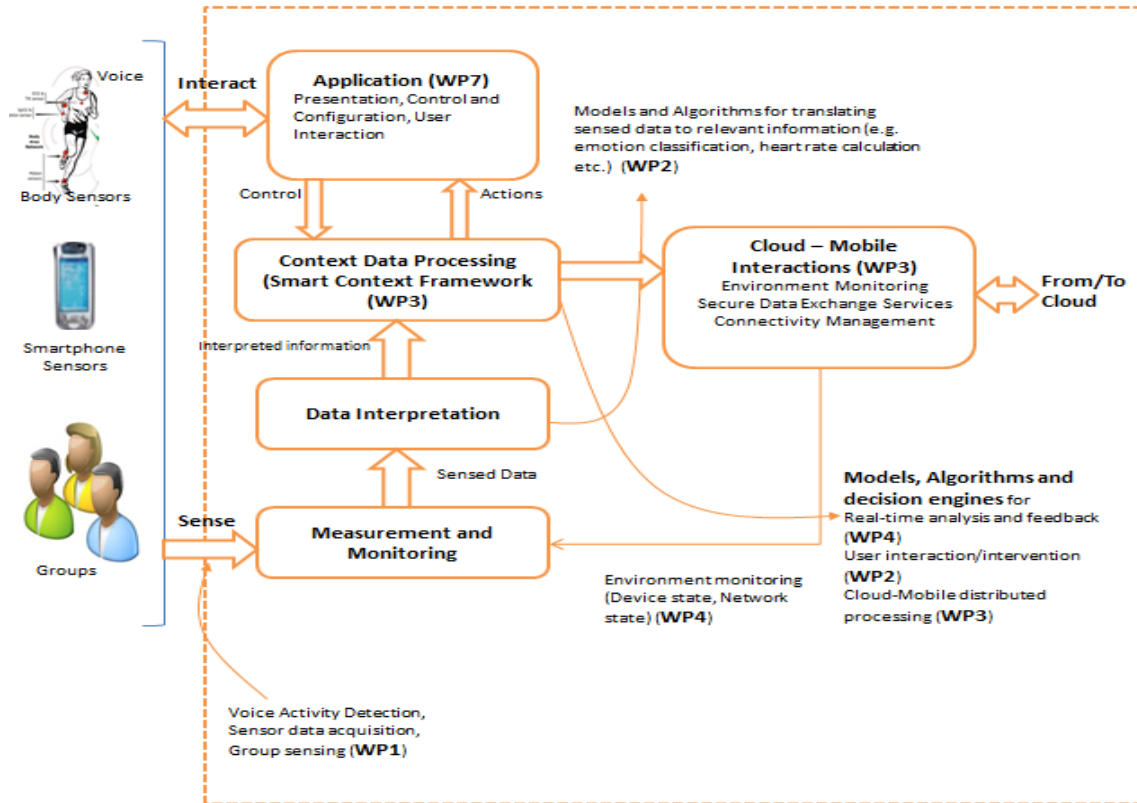 Voice
Body Sensors
Smartphone
Sensors
Groups
Interact
Sense
Application (WP7)
Presentation, Control and
Configuration, User
Interaction
Control
Actions
Context Data Processing
(Smart Context Framework
(WP3)
Interpreted information
Data Interpretation
Sensed Data
Measurement and
Monitoring
Voice Activity Detection,
Sensor data acquisition,
Group sensing (WP1)
Models and Algorithms for translating
sensed data to relevant information (e.g.
emotion classification, heart rate calculation
etc.) (WP2)
Cloud – Mobile
Interactions (WP3)
Environment Monitoring
Secure Data Exchange Services
Connectivity Management
From/To
Cloud
Environment monitoring
(Device state, Network
state) (WP4)
Models, Algorithms and
decision engines for
Real-time analysis and feedback
(WP4)
User interaction/intervention
(WP2)
Cloud-Mobile distributed
processing (WP3)